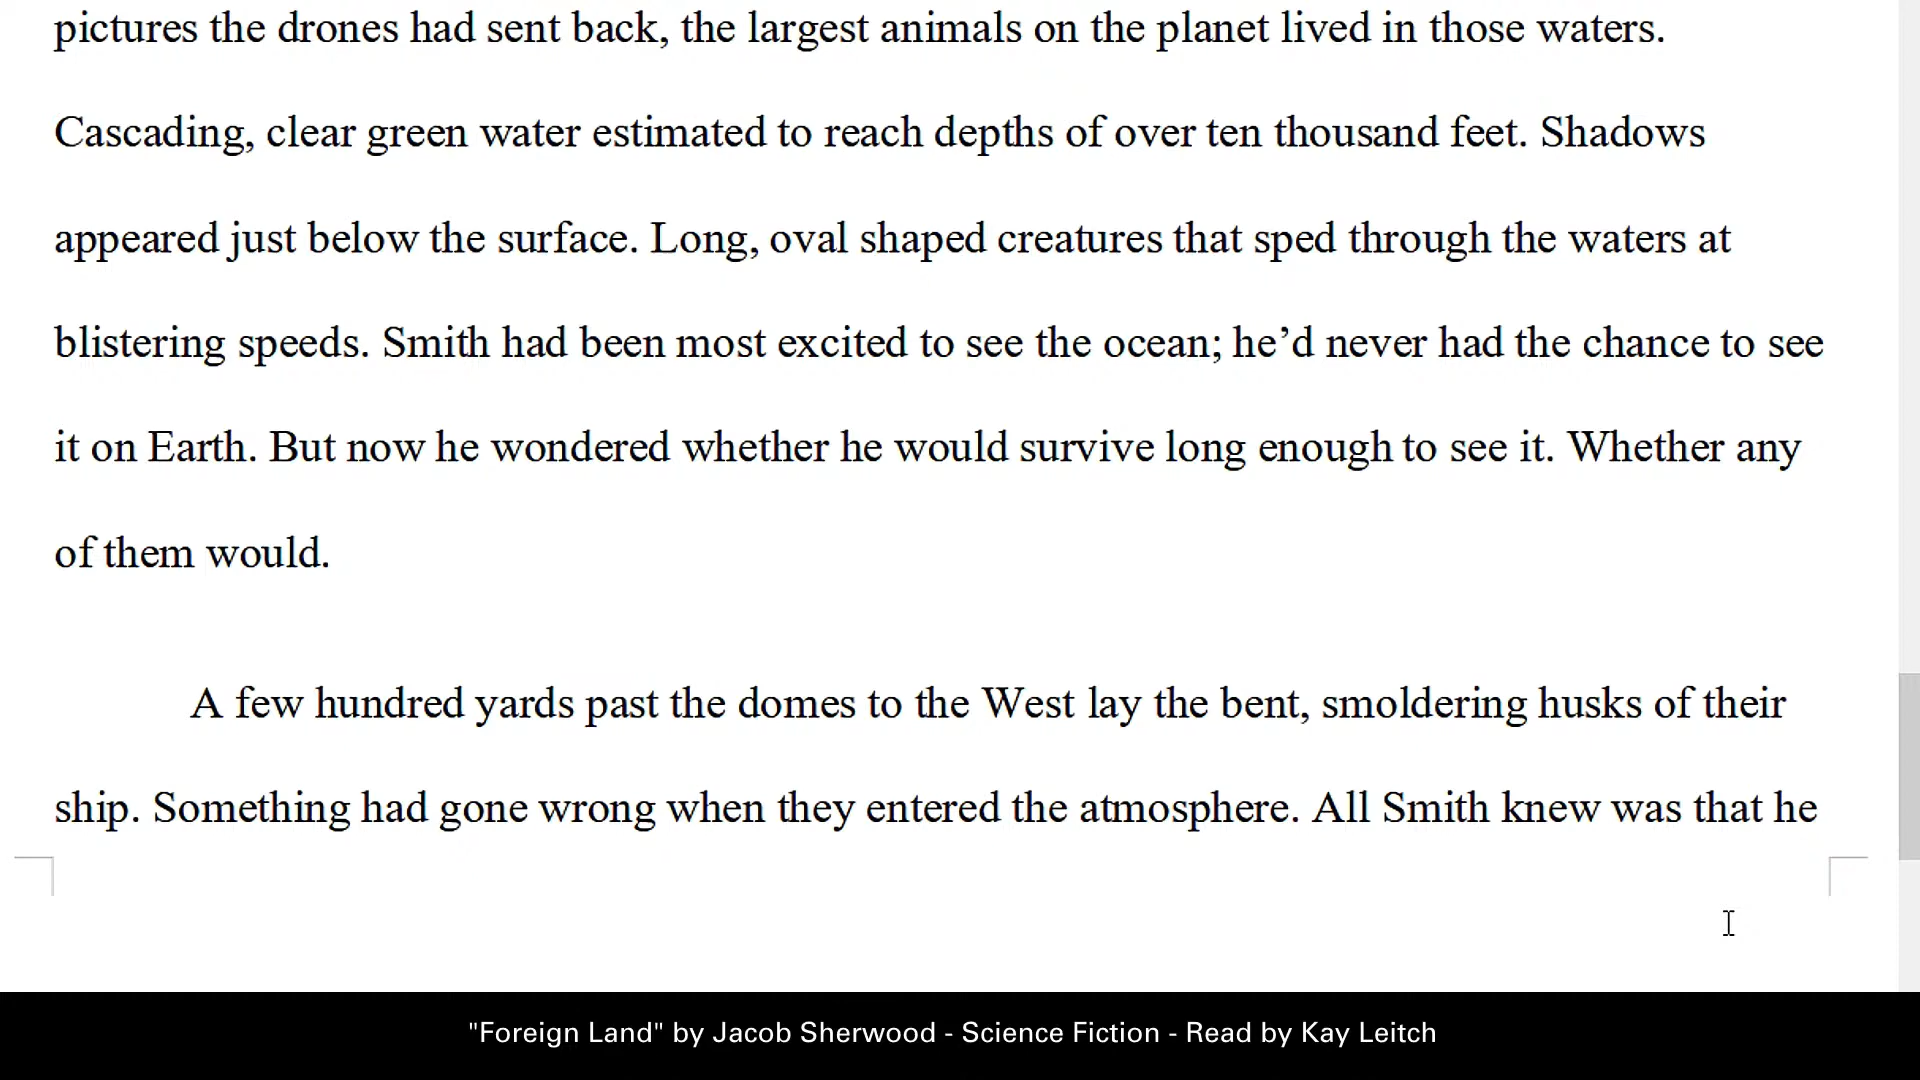 pictures the drones had sent back, the largest animals on the planet lived in those waters.
Cascading, clear green water estimated to reach depths of over ten thousand feet. Shadows
appeared just below the surface. Long, oval shaped creatures that sped through the waters at
blistering speeds. Smith had been most excited to see the ocean; he’d never had the chance to see
it on Earth. But now he wondered whether he would survive long enough to see it. Whether any
of them would.
A few hundred yards past the domes to the West lay the bent, smoldering husks of their
ship. Something had gone wrong when they entered the atmosphere. All Smith knew was that he
"Foreign Land" by Jacob Sherwood - Science Fiction - Read by Kay Leitch